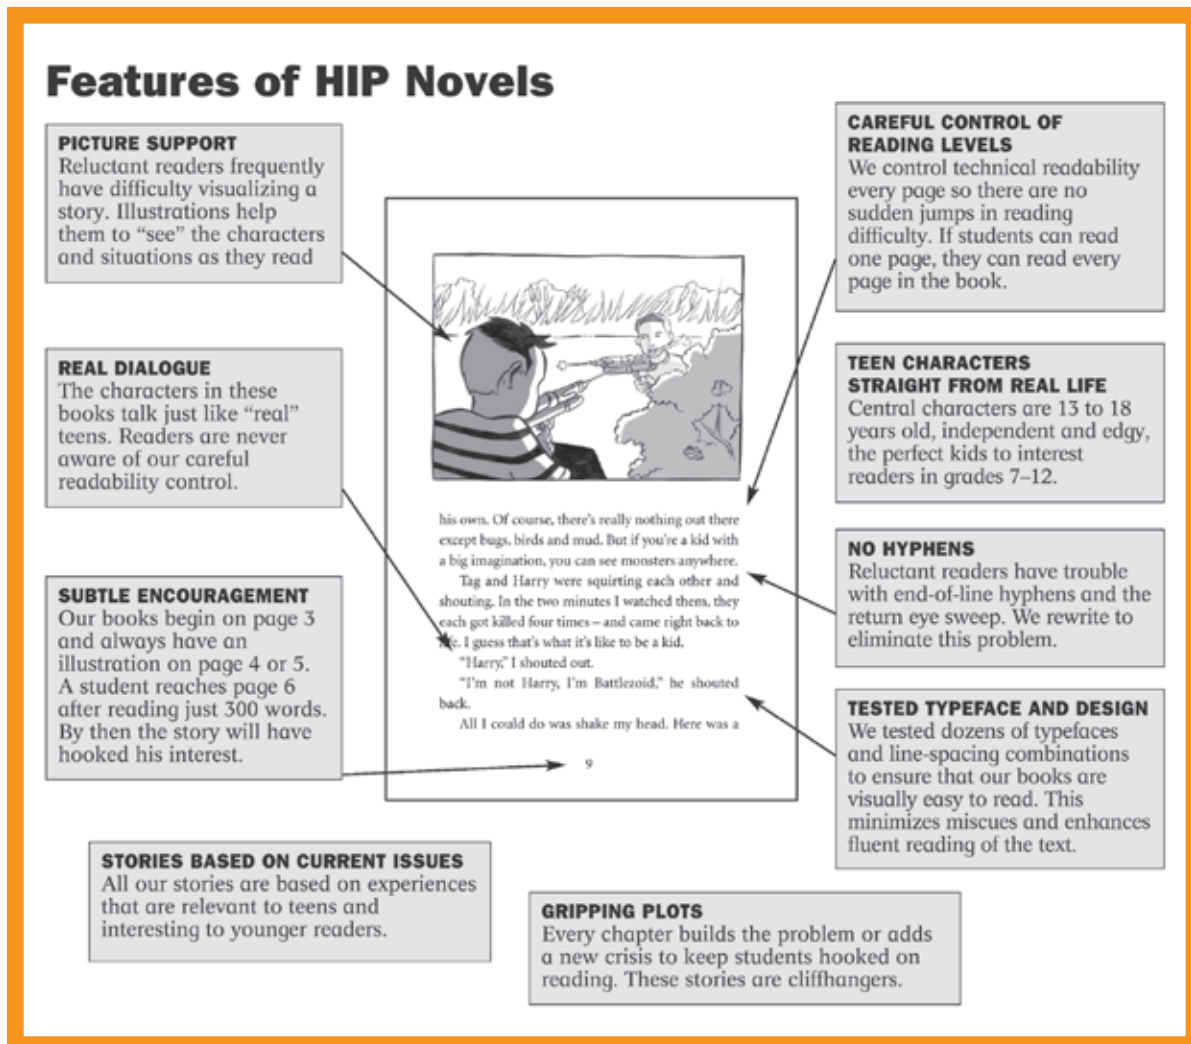 Features of HIP Novels
PICTURE SUPPORT
Reluctant readers frequently
have difficulty visualizing a
story. Illustrations help
them to “see” the characters
and situations as they read
REAL DIALOGUE
The characters in these
books talk just like “real”
teens. Readers are never
aware of our careful
readability control.
SUBTLE ENCOURAGEMENT
Our books begin on page 3
and always have an
illustration on page 4 or 5.
A student reaches page 6
after reading just 300 words.
By then the story will have
hooked his interest.
his own. Of course, there’s really nothing out there
except bugs, birds and mud. But if you’re a kid with
a big imagination, you can see monsters anywhere.
Tag and Harry were squirting each other and
shouting. In the two minutes I watched them, they
each got killed four times – and came right back to
life. I guess that’s what it’s like to be a kid.
“Harry,” I shouted out.
“I’m not Harry, I’m Battlezoid,” he shouted
back.
All I could do was shake my head. Here was a
9
CAREFUL CONTROL OF
READING LEVELS
We control technical readability
every page so there are no
sudden jumps in reading
difficulty. If students can read
one page, they can read every
page in the book.
TEEN CHARACTERS
STRAIGHT FROM REAL LIFE
Central characters are 13 to 18
years old, independent and edgy,
the perfect kids to interest
readers in grades 7–12.
NO HYPHENS
Reluctant readers have trouble
with end-of-line hyphens and the
return eye sweep. We rewrite to
eliminate this problem.
TESTED TYPEFACE AND DESIGN
We tested dozens of typefaces
and line-spacing combinations
to ensure that our books are
visually easy to read. This
minimizes miscues and enhances
fluent reading of the text.
STORIES BASED ON CURRENT ISSUES
All our stories are based on experiences
that are relevant to teens and
interesting to younger readers.
GRIPPING PLOTS
Every chapter builds the problem or adds
a new crisis to keep students hooked on
reading. These stories are cliffhangers.